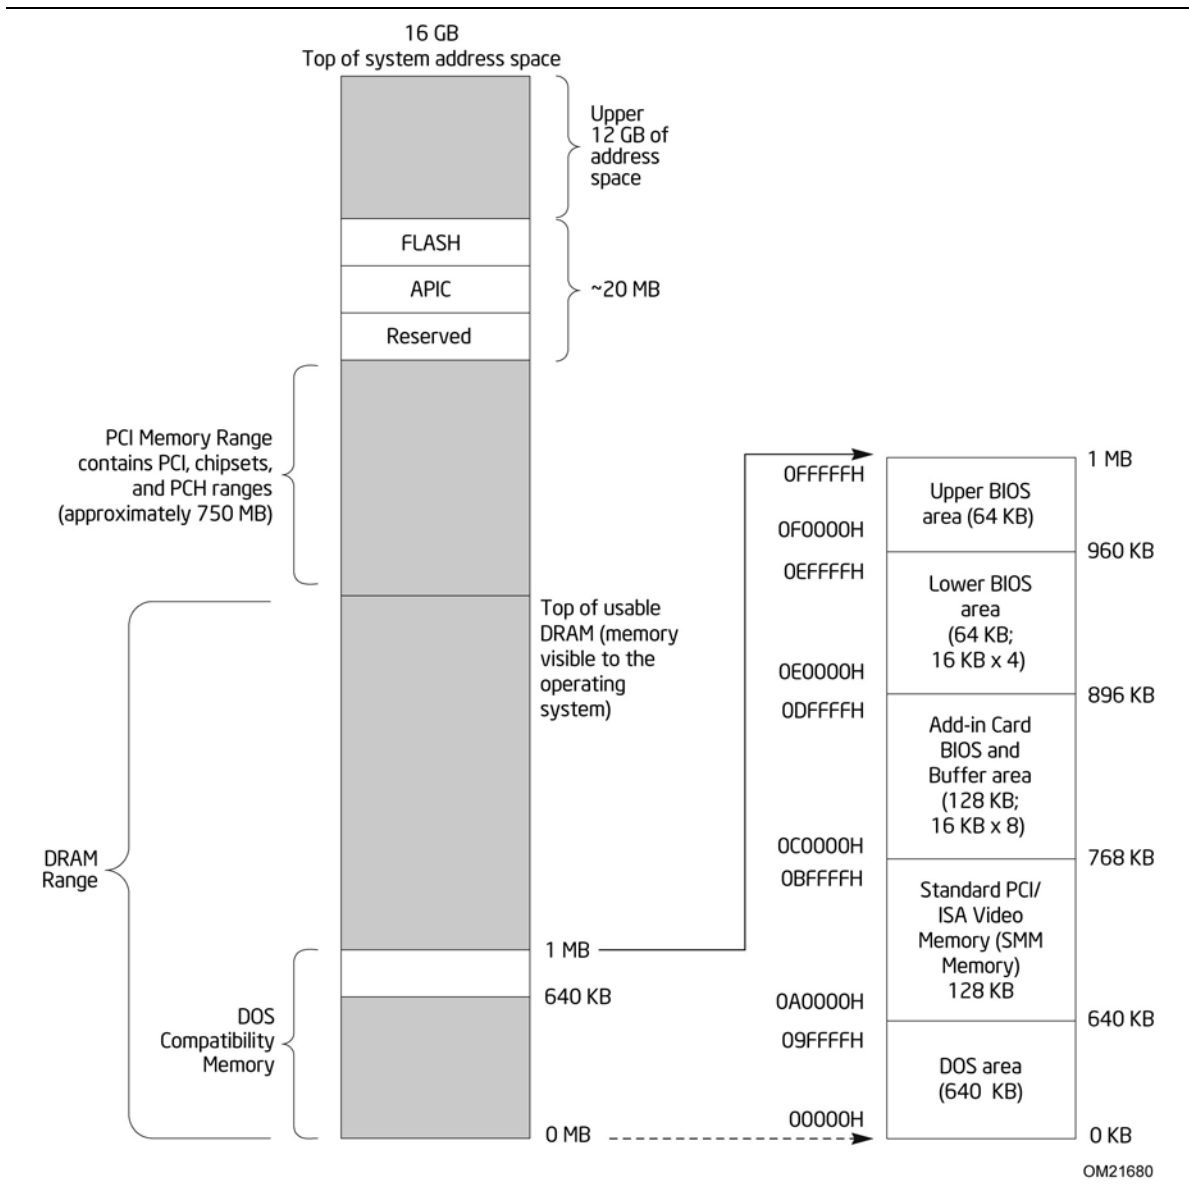 16 GB
Top of system address space
Upper
12 GB of
address
space
FLASH
APIC
~20 MB
Reserved
PCI Memory Range
contains PCI, chipsets,
and PCH ranges
(approximately 750 MB)
Top of usable
DRAM (memory
visible to the
operating
system)
DRAM
Range
1 MB
640 KB
DOS
Compatibility
Memory
0 MB
0FFFFFH
0F0000H
0EFFFFH
0E0000H
0DFFFFH
0C0000H
0BFFFFH
0A0000H
09FFFFH
00000H
Upper BIOS
area (64 KB)
Lower BIOS
area
(64 KB;
16 KB x 4)
Add-in Card
BIOS and
Buffer area
(128 KB;
16 KB x 8)
Standard PCI/
ISA Video
Memory (SMM
Memory)
128 KB
DOS area
(640 KB)
1 MB
960 KB
896 KB
768 KB
640 KB
0 KB
OM21680